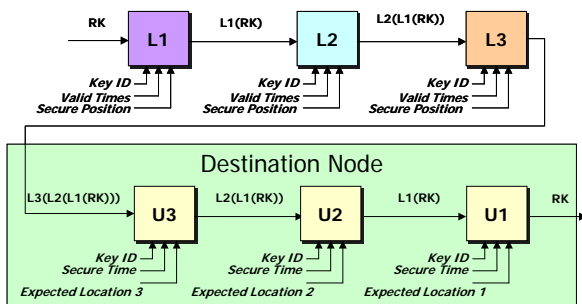 RK
L1
L1(RK)
L2
L2(L1(RK))
L3
Key ID
Valid Times
Secure Position
Key ID
Valid Times
Secure Position
Key ID
Valid Times
Secure Position
Destination Node
L3(L2(L1(RK)))
U3
L2(L1(RK))
U2
L1(RK)
U1
RK
Key ID
Secure Time
Expected Location 3
Key ID
Secure Time
Expected Location 2
Key ID
Secure Time
Expected Location 1